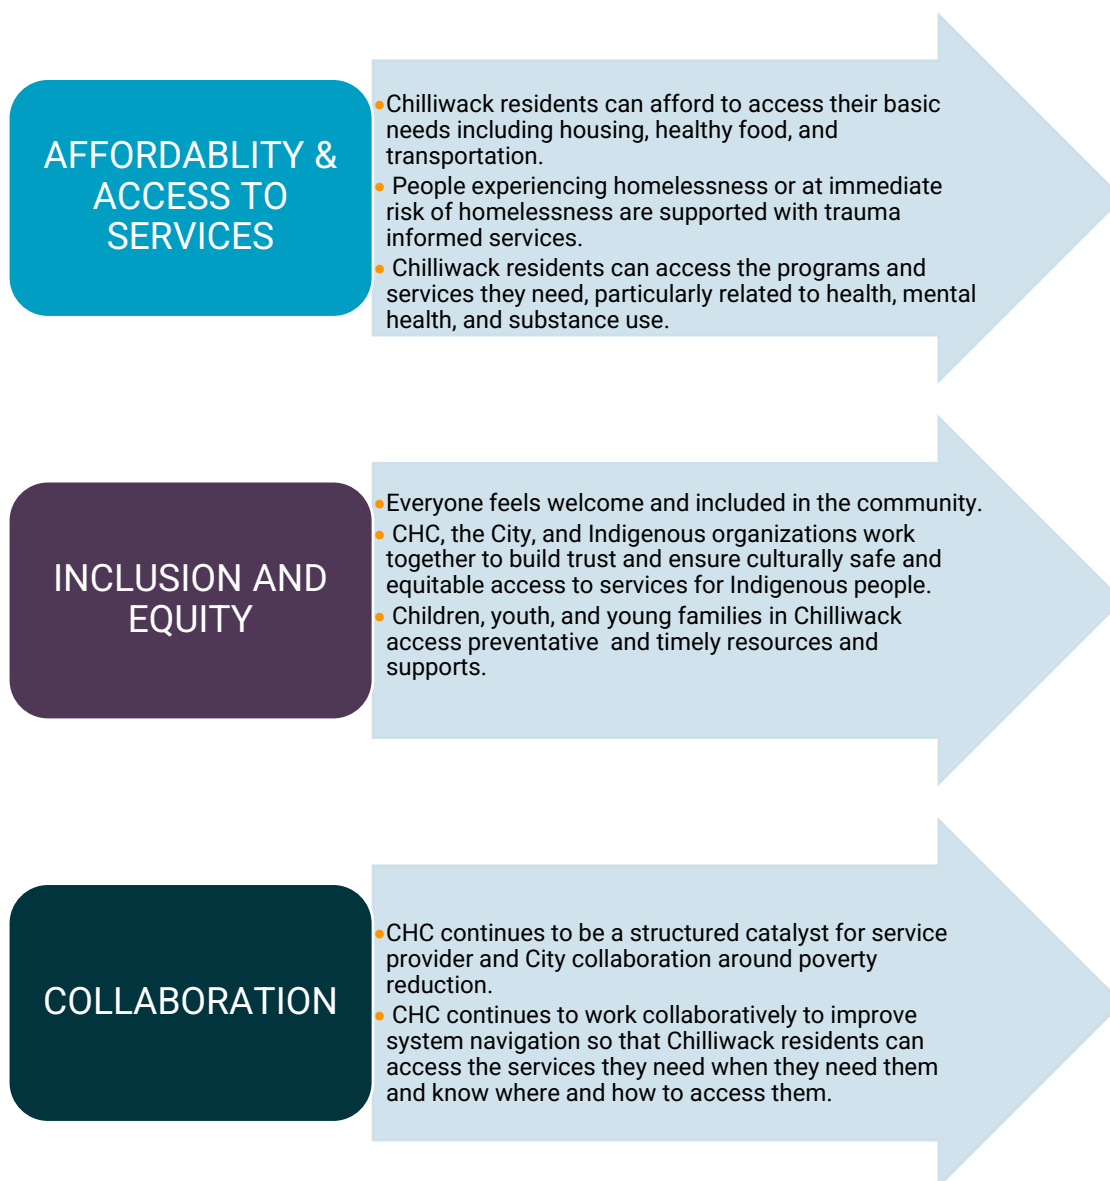 AFFORDABLITY &
ACCESS TO
SERVICES
•Chilliwack residents can afford to access their basic
needs including housing, healthy food, and
transportation.
• People experiencing homelessness or at immediate
risk of homelessness are supported with trauma
informed services.
• Chilliwack residents can access the programs and
services they need, particularly related to health, mental
health, and substance use.
INCLUSION AND
EQUITY
•Everyone feels welcome and included in the community.
• CHC, the City, and Indigenous organizations work
together to build trust and ensure culturally safe and
equitable access to services for Indigenous people.
• Children, youth, and young families in Chilliwack
access preventative  and timely resources and
supports.
COLLABORATION
•CHC continues to be a structured catalyst for service
provider and City collaboration around poverty
reduction.
• CHC continues to work collaboratively to improve
system navigation so that Chilliwack residents can
access the services they need when they need them
and know where and how to access them.